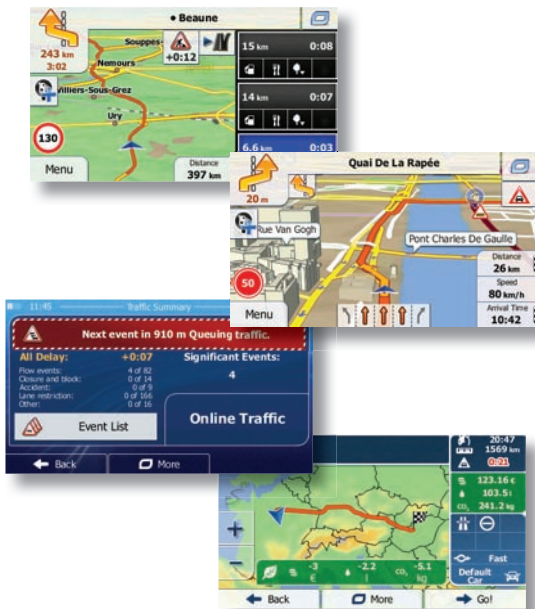 • Beaune
243 km
3:02
Souppes-
+0:12
Nemours
Villiers-Sous-Grez
Ury
130
Menu
Distance
397 km
15 km 0:08
14 km 0:07
6.6 km 0:03
Quai De La Rapée
20 m
Rue Van Gogh
Pont Charles De Gaulle
50
Menu
Distance
26 km
Speed
80 km/h
Arrival Time
10:42
11:45 Traffic Summary
Next event in 910 m Queuing traffic.
All Delay: +0:07
Flow events: 4 of 82
Closure and block: 0 of 14
Accident: 0 of 9
Lane restriction: 0 of 166
Other: 0 of 16
Significant Events:
4
Event List
Online Traffic
Back
More
20:47
1569 km
0:21
123.16 €
103.5 l
CO₂ 241.2 kg
Fast
Default
Car
+
−
-3
€
-2.2
l
CO₂ -5.1
kg
Back
More
Go!